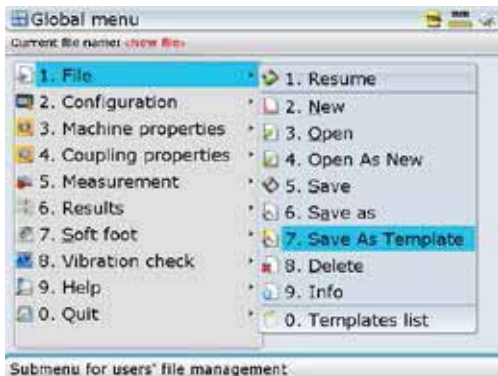 Global menu
Current file name: <New file>
1. File
2. Configuration
3. Machine properties
4. Coupling properties
5. Measurement
6. Results
7. Soft foot
8. Vibration check
9. Help
0. Quit
1. Resume
2. New
3. Open
4. Open As New
5. Save
6. Save as
7. Save As Template
8. Delete
9. Info
0. Templates list
Submenu for users' file management